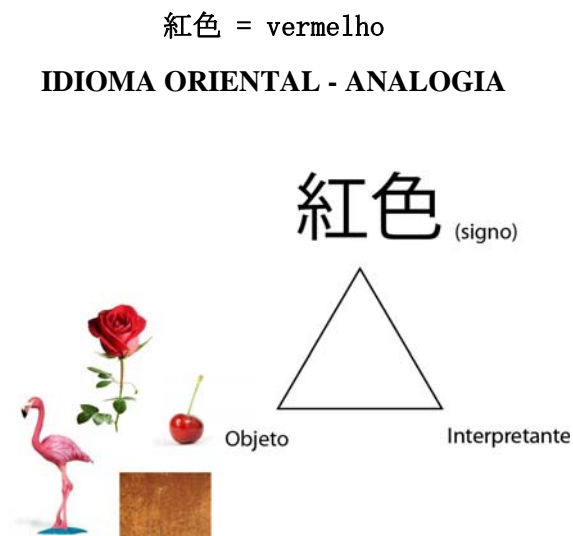 紅色 = vermelho
IDIOMA ORIENTAL - ANALOGIA
紅色 (signo)
Objeto
Interpretante